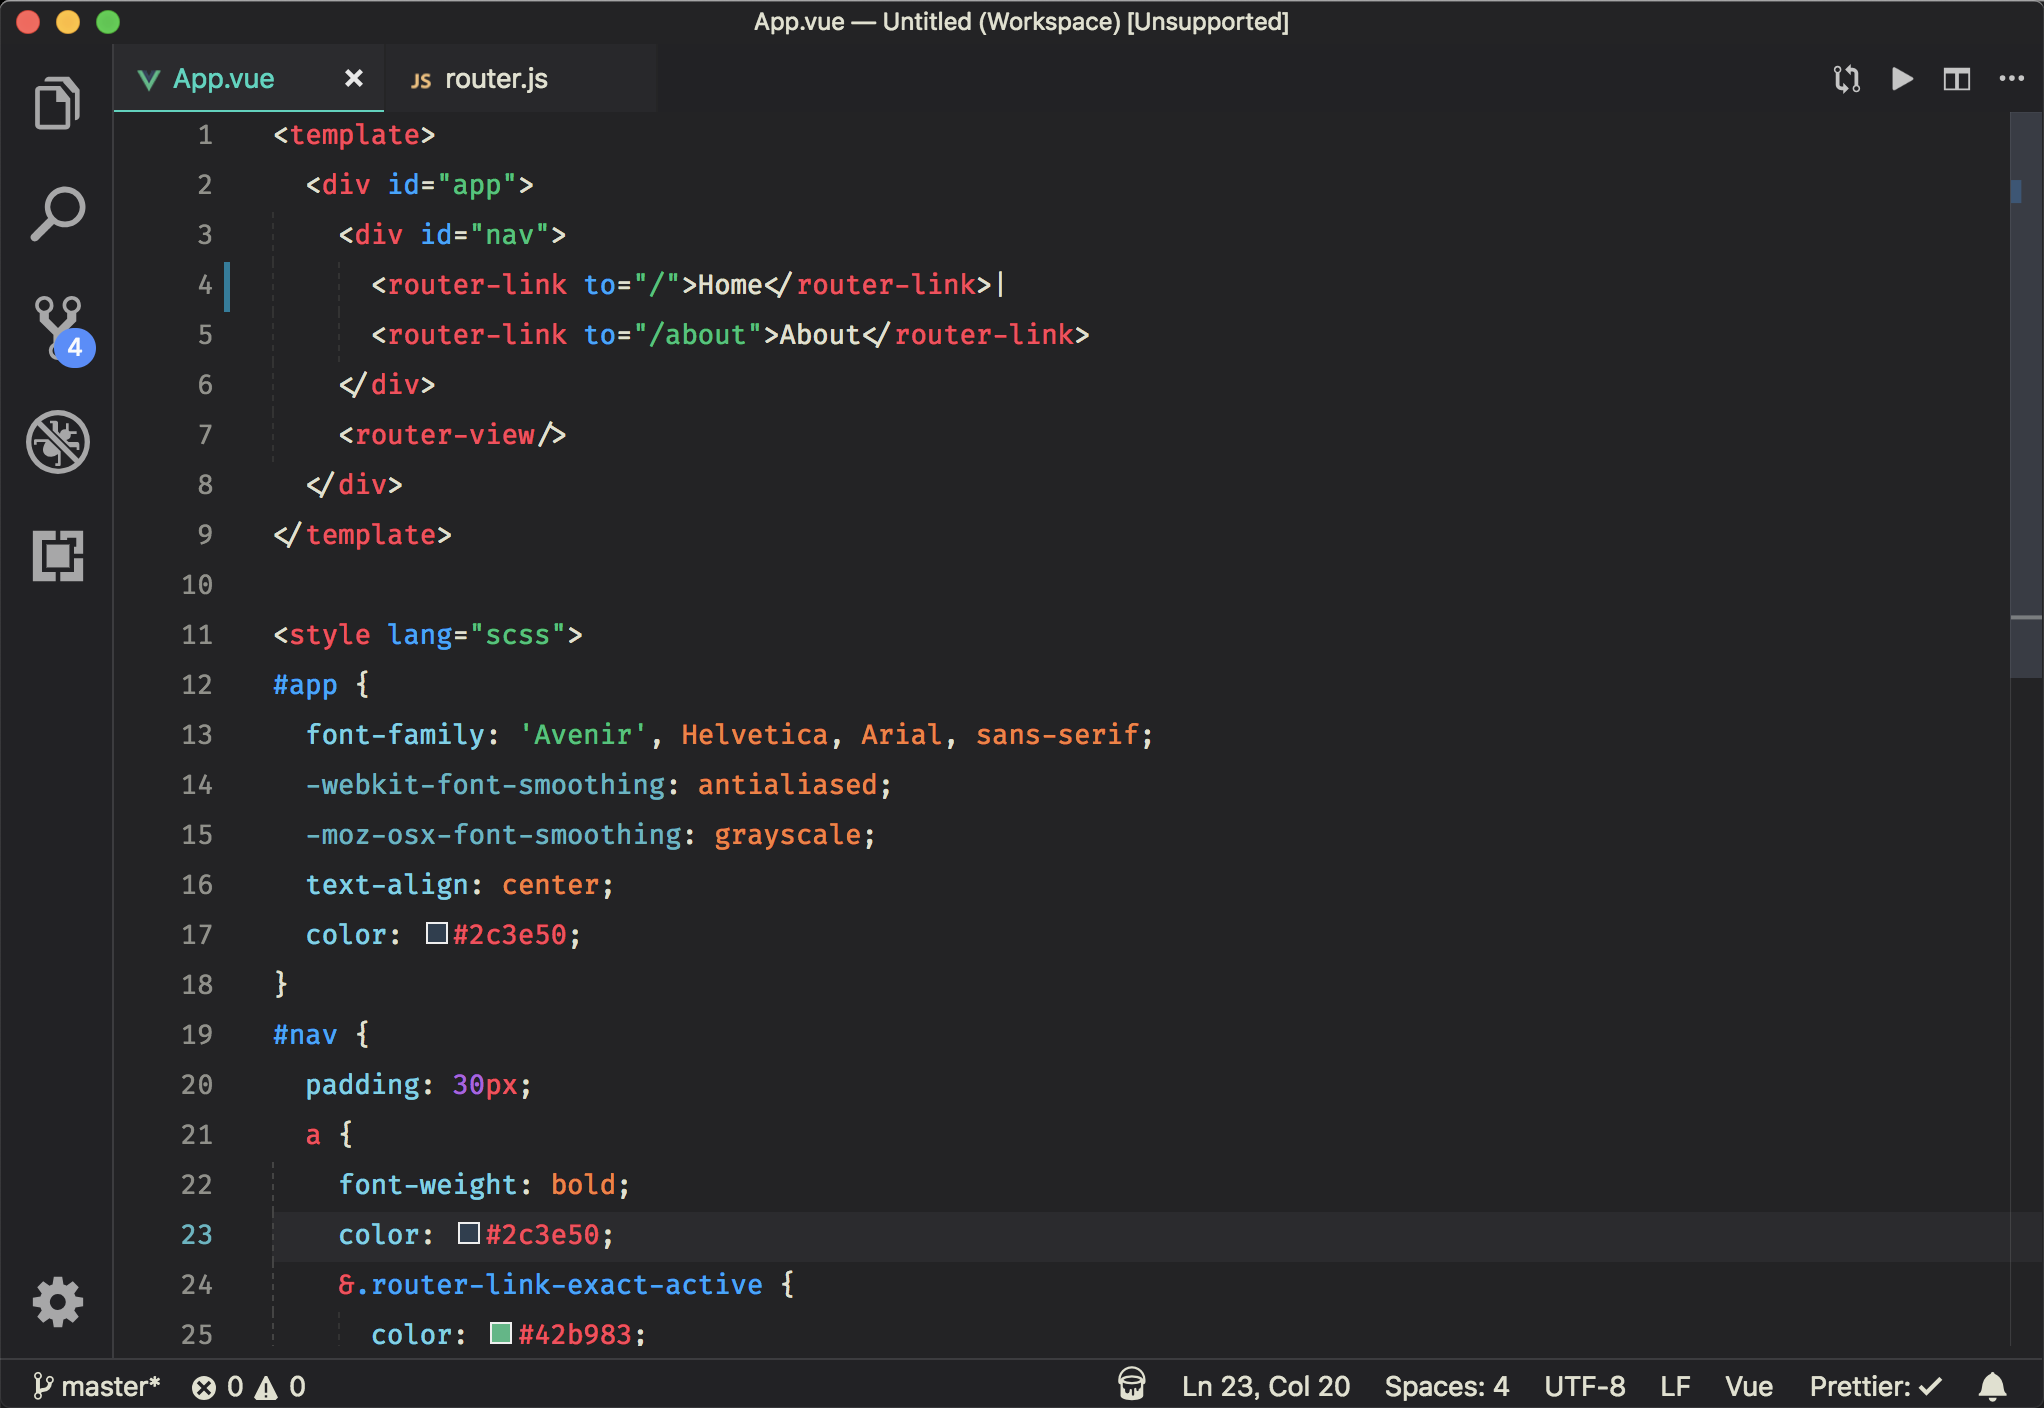 App.vue — Untitled (Workspace) [Unsupported]
App.vue
JS router.js
4
1 <template>
2   <div id="app">
3     <div id="nav">
4       <router-link to="/">Home</router-link>|
5       <router-link to="/about">About</router-link>
6     </div>
7     <router-view/>
8   </div>
9 </template>
10
11 <style lang="scss">
12 #app {
13   font-family: 'Avenir', Helvetica, Arial, sans-serif;
14   -webkit-font-smoothing: antialiased;
15   -moz-osx-font-smoothing: grayscale;
16   text-align: center;
17   color: #2c3e50;
18 }
19 #nav {
20   padding: 30px;
21   a {
22     font-weight: bold;
23     color: #2c3e50;
24     &.router-link-exact-active {
25       color: #42b983;
master* 0 0 Ln 23, Col 20 Spaces: 4 UTF-8 LF Vue Prettier: ✓